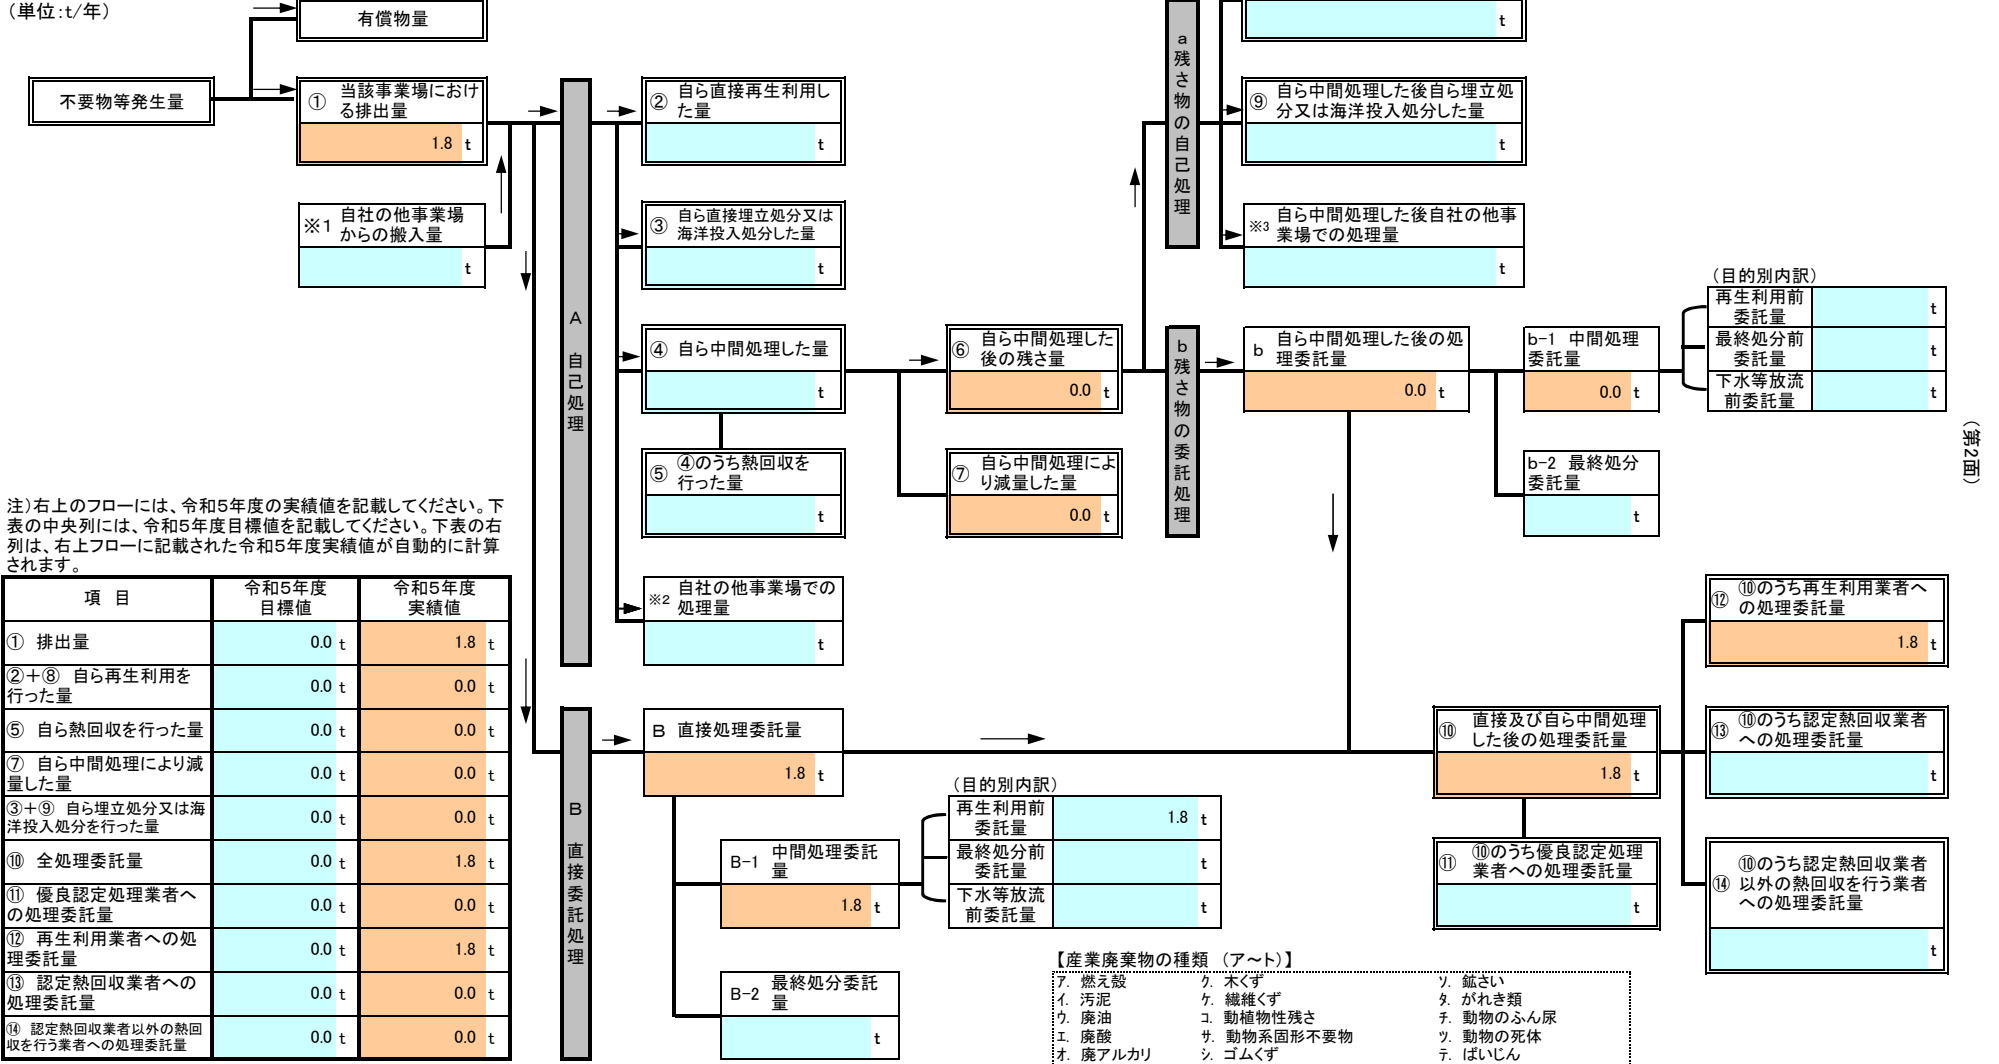 （単位:t/年）
有償物量
不要物等発生量
① 当該事業場におけ
る排出量
1.8 t
※1 自社の他事業場
からの搬入量
t
A 自己処理
② 自ら直接再生利用し
た量
t
③ 自ら直接埋立処分又は
海洋投入処分した量
t
④ 自ら中間処理した量
t
⑤ ④のうち熱回収を
行った量
t
※2 自社の他事業場での
処理量
t
⑥ 自ら中間処理した
後の残さ量
0.0 t
⑦ 自ら中間処理によ
り減量した量
0.0 t
a残さ物の自己処理
t
⑨ 自ら中間処理した後自ら埋立処
分又は海洋投入処分した量
t
※3 自ら中間処理した後自社の他事
業場での処理量
t
b残さ物の委託処理
b 自ら中間処理した後の処
理委託量
0.0 t
b-1 中間処理
委託量
0.0 t
（目的別内訳）
再生利用前
委託量
t
最終処分前
委託量
t
下水等放流
前委託量
t
b-2 最終処分
委託量
t
（第2面）
注）右上のフローには、令和5年度の実績値を記載してください。下
表の中央列には、令和5年度目標値を記載してください。下表の右
列は、右上フローに記載された令和5年度実績値が自動的に計算
されます。
項 目 令和5年度 令和5年度
目標値 実績値
① 排出量 0.0 t 1.8 t
②＋⑧ 自ら再生利用を
行った量 0.0 t 0.0 t
⑤ 自ら熱回収を行った量 0.0 t 0.0 t
⑦ 自ら中間処理により減
量した量 0.0 t 0.0 t
③＋⑨ 自ら埋立処分又は海
洋投入処分を行った量 0.0 t 0.0 t
⑩ 全処理委託量 0.0 t 1.8 t
⑪ 優良認定処理業者へ
の処理委託量 0.0 t 0.0 t
⑫ 再生利用業者への処
理委託量 0.0 t 1.8 t
⑬ 認定熱回収業者への
処理委託量 0.0 t 0.0 t
⑭ 認定熱回収業者以外の熱回
収を行う業者への処理委託量 0.0 t 0.0 t
B 直接委託処理
B 直接処理委託量
1.8 t
B-1 中間処理委託
量
1.8 t
（目的別内訳）
再生利用前
委託量
1.8 t
最終処分前
委託量
t
下水等放流
前委託量
t
B-2 最終処分委託
量
t
⑩ 直接及び自ら中間処理
した後の処理委託量
1.8 t
⑪ ⑩のうち優良認定処理
業者への処理委託量
t
⑫ ⑩のうち再生利用業者へ
の処理委託量
1.8 t
⑬ ⑩のうち認定熱回収業者
への処理委託量
t
⑭ ⑩のうち認定熱回収業者
以外の熱回収を行う業者
への処理委託量
t
【産業廃棄物の種類 （ア～ト）】
ア. 燃え殻 ク. 木くず ソ. 鉱さい
イ. 汚泥 ケ. 繊維くず タ. がれき類
ウ. 廃油 コ. 動植物性残さ チ. 動物のふん尿
エ. 廃酸 サ. 動物系固形不要物 ツ. 動物の死体
オ. 廃アルカリ シ. ゴムくず テ. ばいじん